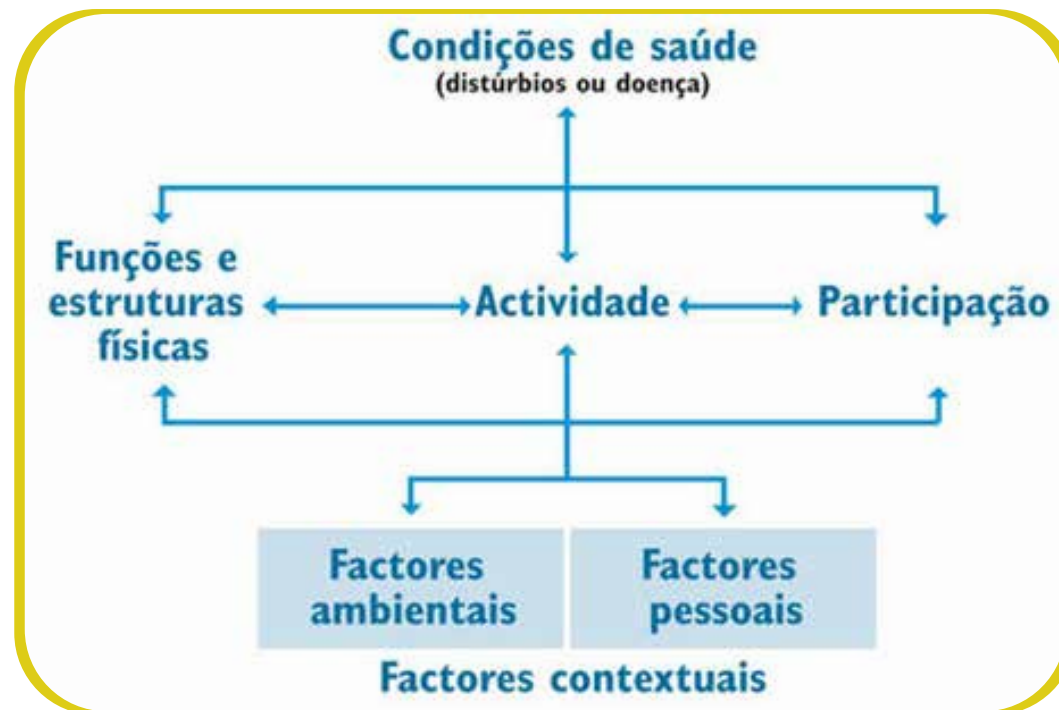 Condições de saúde
(distúrbios ou doença)
Funções e
estruturas
físicas
Actividade
Participação
Factores
ambientais
Factores
pessoais
Factores contextuais